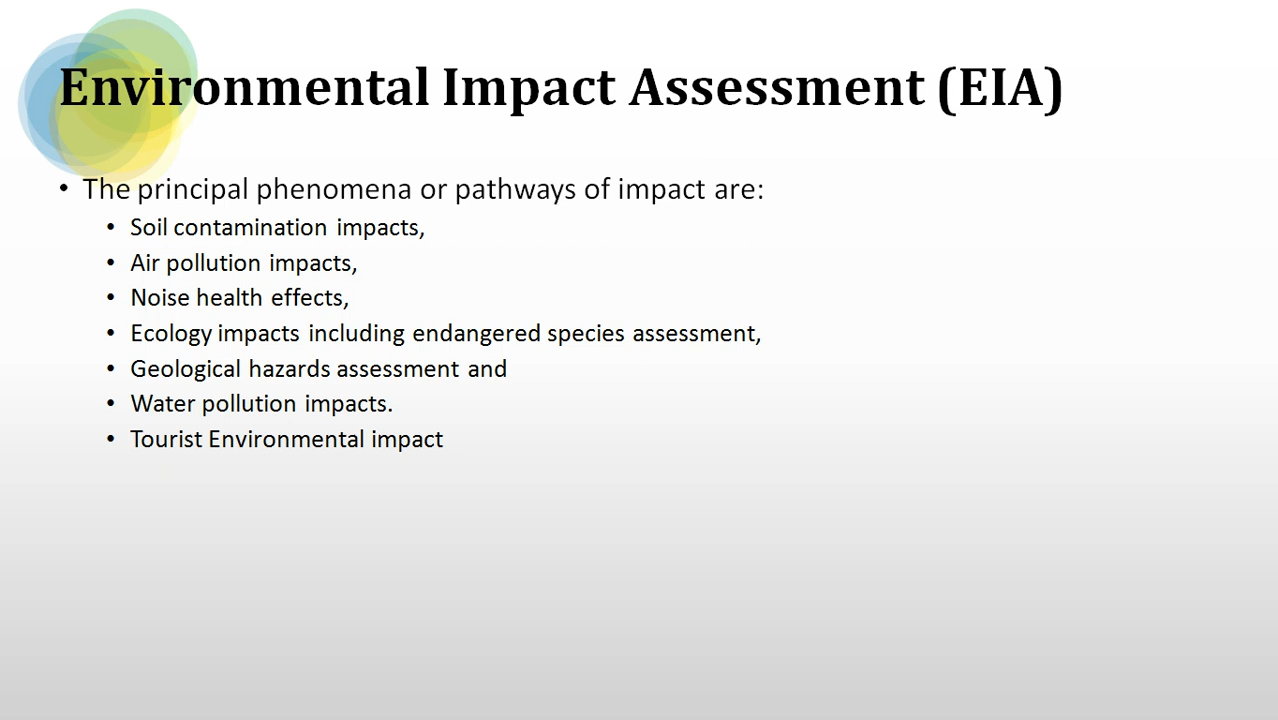 Environmental Impact Assessment (EIA)
• The principal phenomena or pathways of impact are:
• Soil contamination impacts,
• Air pollution impacts,
• Noise health effects,
• Ecology impacts including endangered species assessment,
• Geological hazards assessment and
• Water pollution impacts.
• Tourist Environmental impact